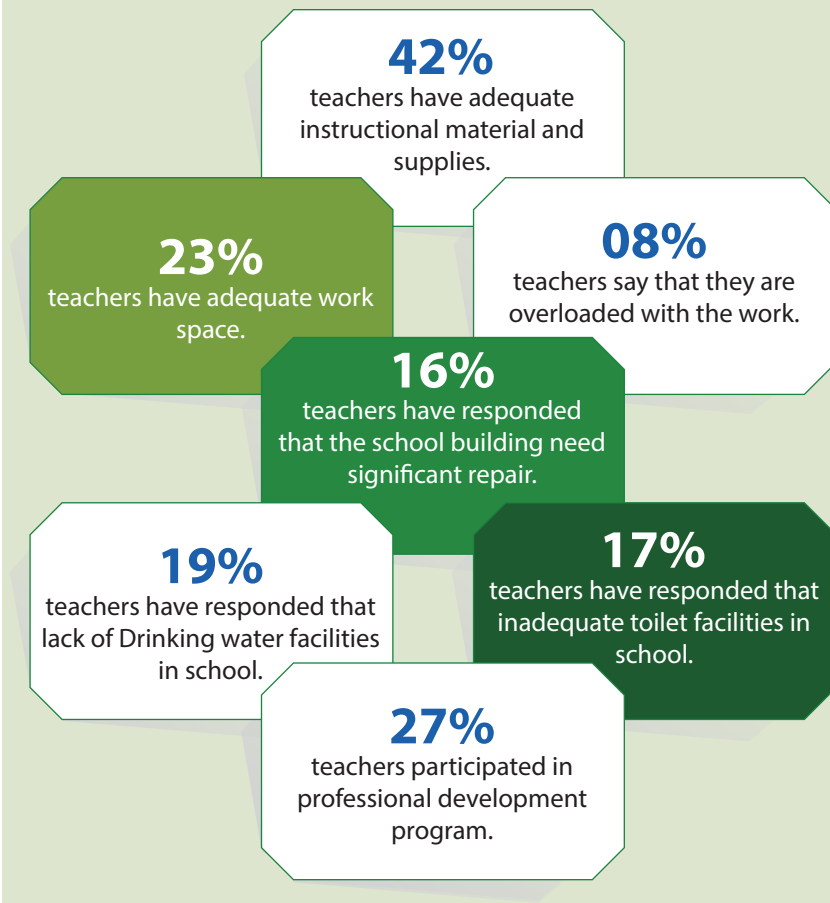 42%
teachers have adequate
instructional material and
supplies.
23%
teachers have adequate work
space.
08%
teachers say that they are
overloaded with the work.
16%
teachers have responded
that the school building need
significant repair.
19%
teachers have responded that
lack of Drinking water facilities
in school.
17%
teachers have responded that
inadequate toilet facilities in
school.
27%
teachers participated in
professional development
program.